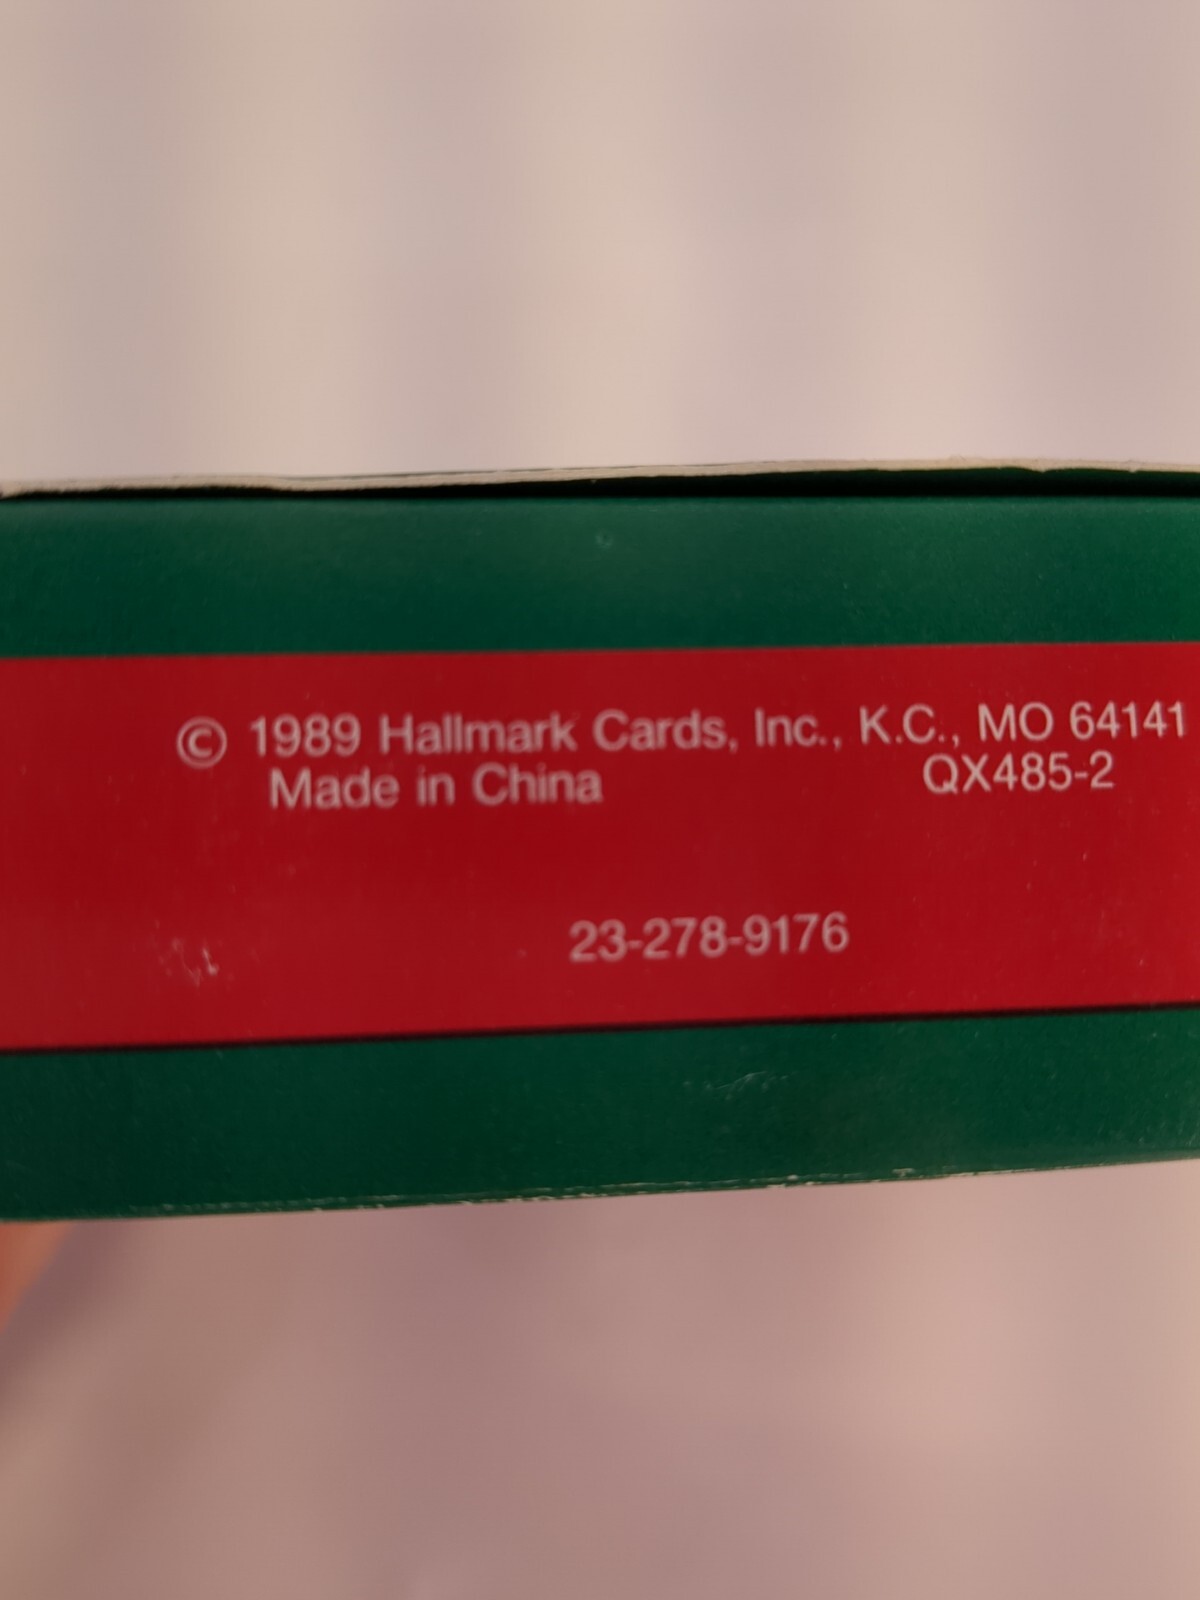 © 1989 Hallmark Cards, Inc., K.C., MO 64141
Made in China QX485-2
23-278-9176